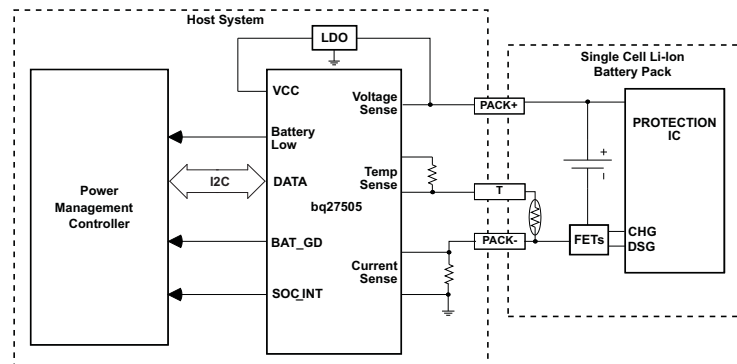 Host System
LDO
Single Cell Li-Ion
Battery Pack
VCC
Voltage
Sense
PACK+
PROTECTION
IC
Battery
Low
Temp
Sense
I2C
DATA
T
bq27505
Power
Management
Controller
+
–
BAT_GD
PACK-
FETs
CHG
DSG
Current
Sense
SOC_INT